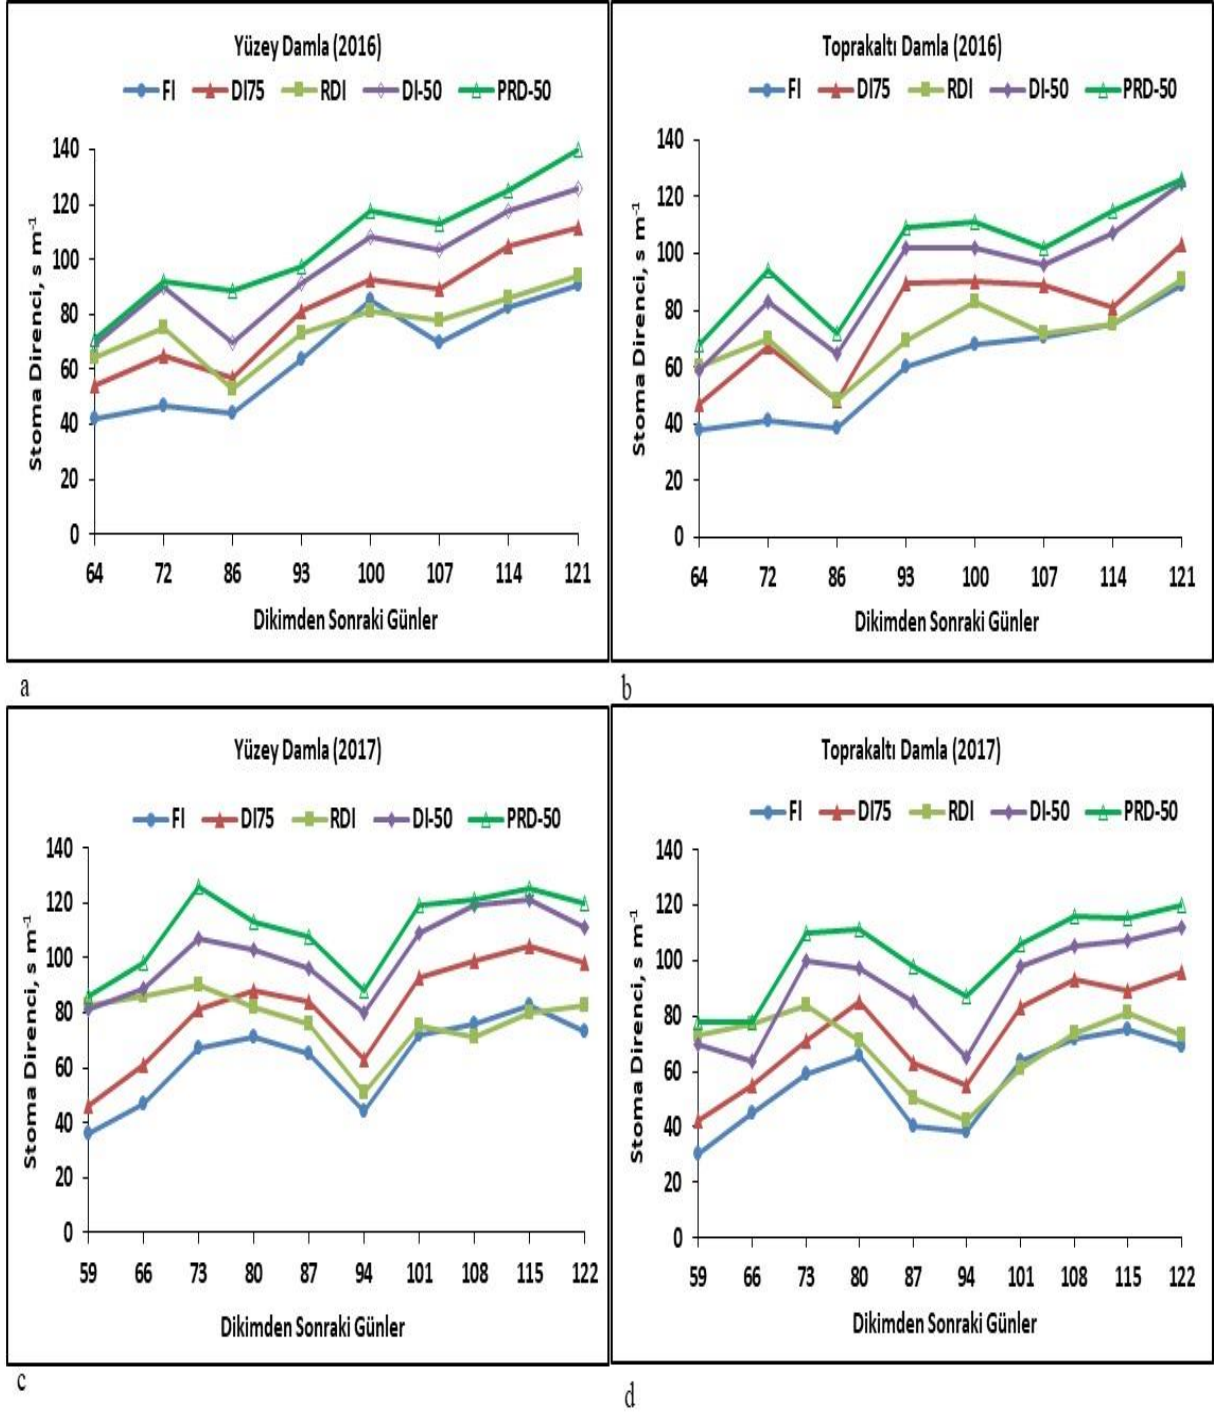 Yüzey Damla (2016)
FI DI75 RDI DI-50 PRD-50
140
120
100
80
60
40
20
0
Stoma Direnci, s m⁻¹
64 72 86 93 100 107 114 121
Dikimden Sonraki Günler
a
Toprakaltı Damla (2016)
FI DI75 RDI DI-50 PRD-50
140
120
100
80
60
40
20
0
Stoma Direnci, s m⁻¹
64 72 86 93 100 107 114 121
Dikimden Sonraki Günler
b
Yüzey Damla (2017)
FI DI75 RDI DI-50 PRD-50
140
120
100
80
60
40
20
0
Stoma Direnci, s m⁻¹
59 66 73 80 87 94 101 108 115 122
Dikimden Sonraki Günler
c
Toprakaltı Damla (2017)
FI DI75 RDI DI-50 PRD-50
140
120
100
80
60
40
20
0
Stoma Direnci, s m⁻¹
59 66 73 80 87 94 101 108 115 122
Dikimden Sonraki Günler
d